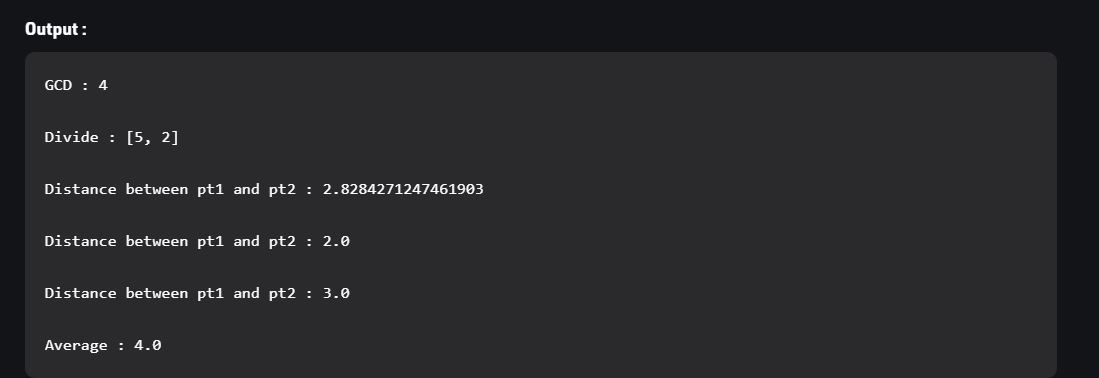 Output :
GCD : 4
Divide : [5, 2]
Distance between pt1 and pt2 : 2.8284271247461903
Distance between pt1 and pt2 : 2.0
Distance between pt1 and pt2 : 3.0
Average : 4.0